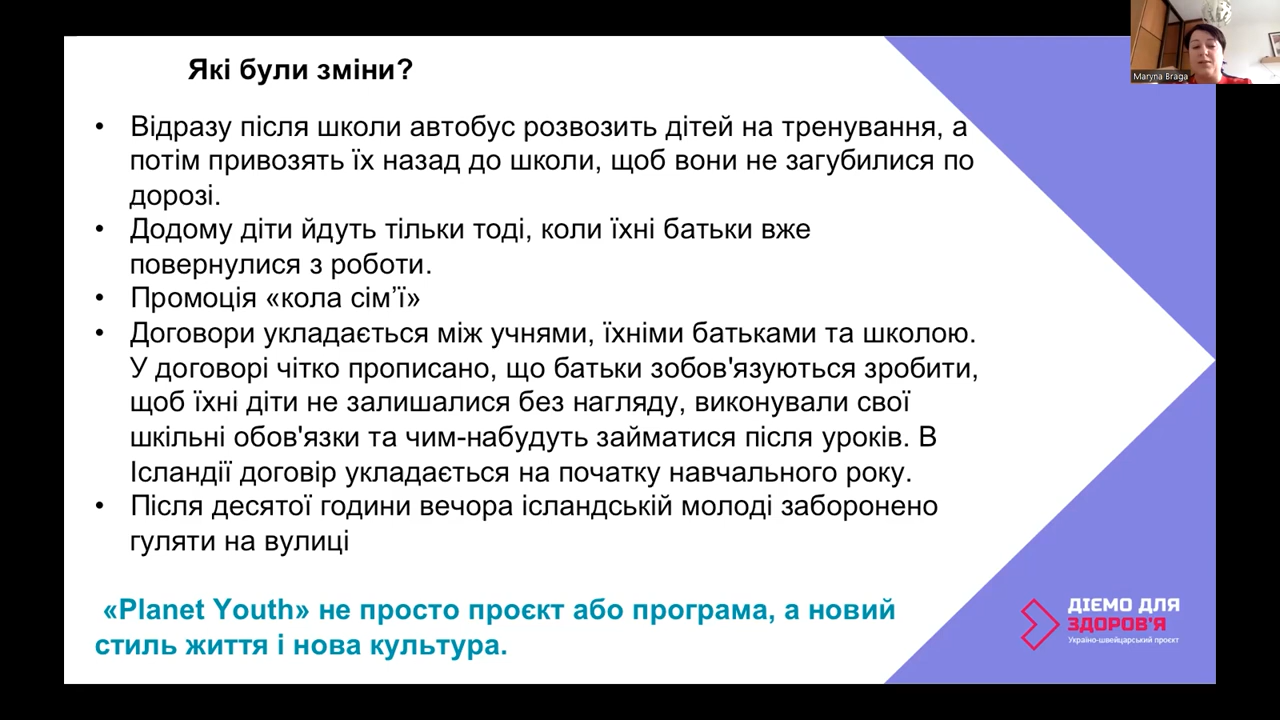 Які були зміни?
• Відразу після школи автобус розвозить дітей на тренування, а
потім привозять їх назад до школи, щоб вони не загубилися по
дорозі.
• Додому діти йдуть тільки тоді, коли їхні батьки вже
повернулися з роботи.
• Промоція «кола сім’ї»
• Договори укладається між учнями, їхніми батьками та школою.
У договорі чітко прописано, що батьки зобов'язуються зробити,
щоб їхні діти не залишалися без нагляду, виконували свої
шкільні обов'язки та чим-набудуть займатися після уроків. В
Ісландії договір укладається на початку навчального року.
• Після десятої години вечора ісландській молоді заборонено
гуляти на вулиці
«Planet Youth» не просто проєкт або програма, а новий
стиль життя і нова культура.
ДІЄМО ДЛЯ
ЗДОРОВ'Я
Україно-швейцарський проєкт
Maryna Braga